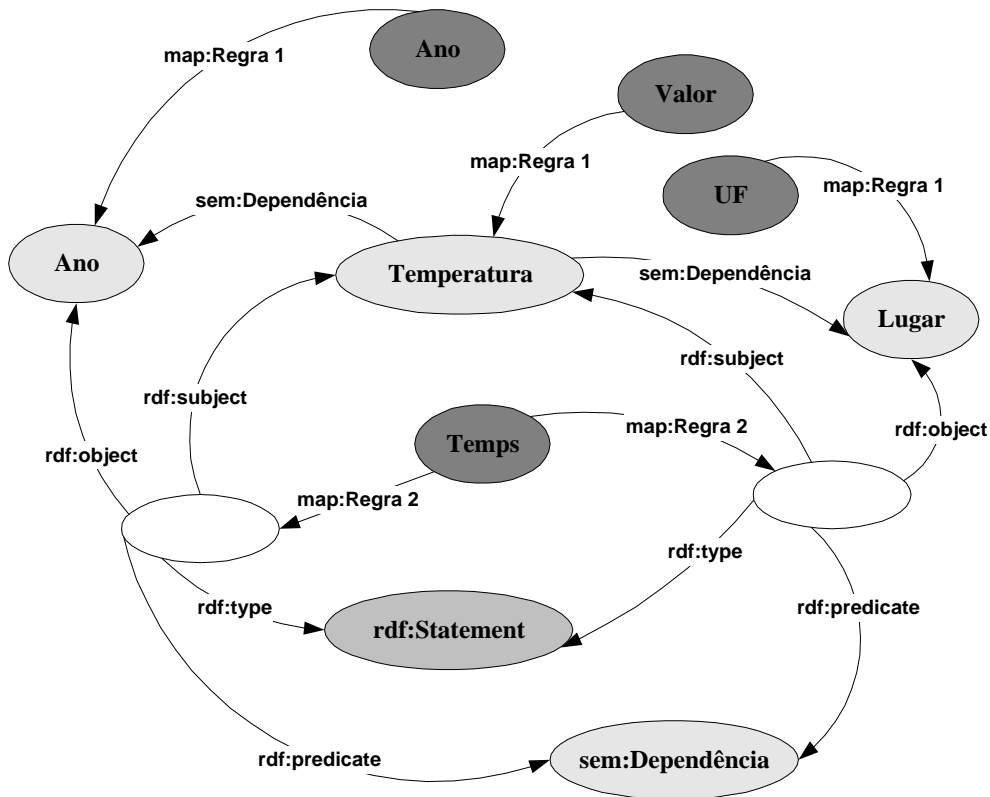 Ano
map:Regra 1
Valor
map:Regra 1
UF
map:Regra 1
sem:Dependência
Ano
Temperatura
sem:Dependência
Lugar
rdf:subject
rdf:subject
Temps
map:Regra 2
rdf:object
rdf:object
map:Regra 2
rdf:type
rdf:type
rdf:predicate
rdf:Statement
rdf:predicate
sem:Dependência